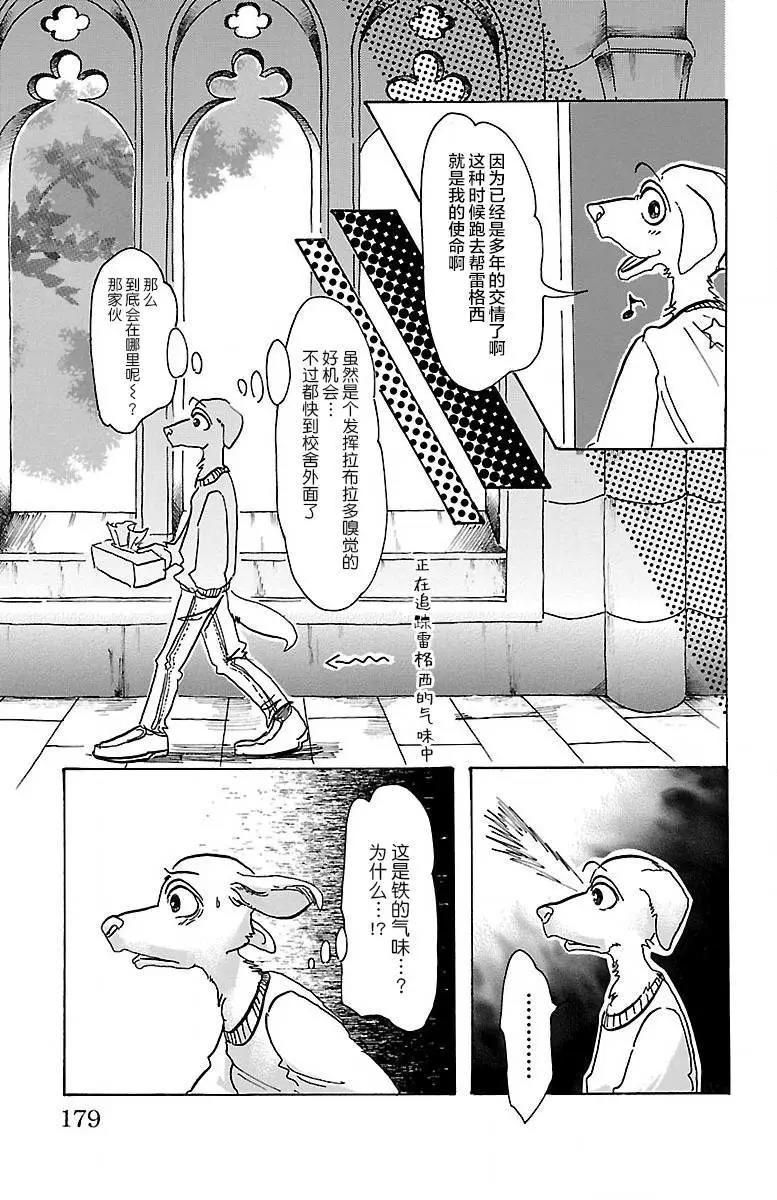 因为已经是多年的交情了啊
这种时候跑去帮雷格西
就是我的使命啊
虽然是个发挥拉布拉多嗅觉的
好机会…
不过都快到校舍外面了
那么
到底会在哪里呢～?
那家伙
正在追踪雷格西的气味中
………
这是铁的气味…?
为什么…!?
179